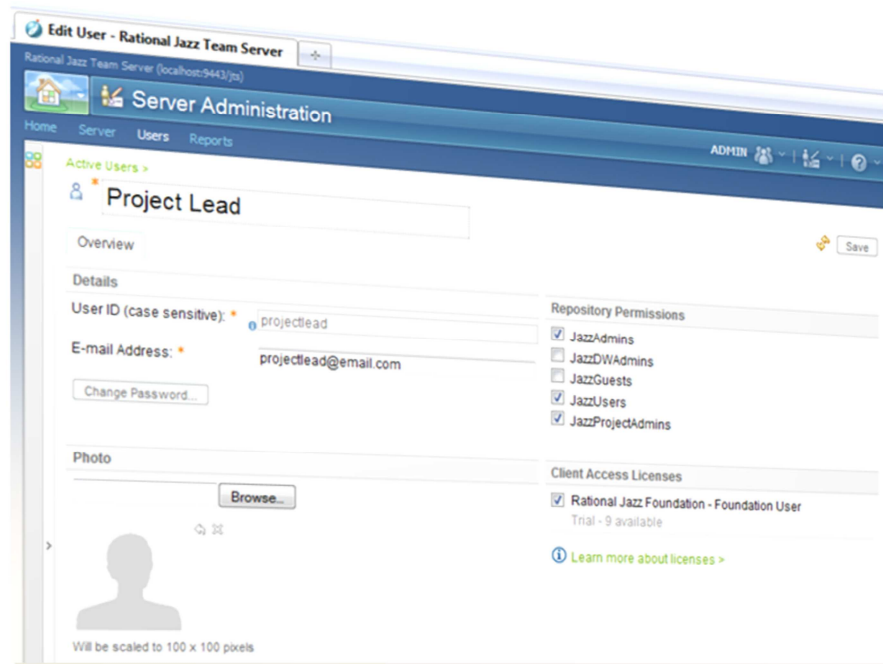 Edit User - Rational Jazz Team Server
Rational Jazz Team Server (localhost:9443/jts)
Server Administration
Home Server Users Reports
ADMIN
Active Users >
* Project Lead
Save
Overview
Details
User ID (case sensitive): * projectlead
E-mail Address: * projectlead@email.com
Change Password...
Repository Permissions
JazzAdmins
JazzDWAdmins
JazzGuests
JazzUsers
JazzProjectAdmins
Photo
Browse...
Will be scaled to 100 x 100 pixels
Client Access Licenses
Rational Jazz Foundation - Foundation User
Trial - 9 available
Learn more about licenses >